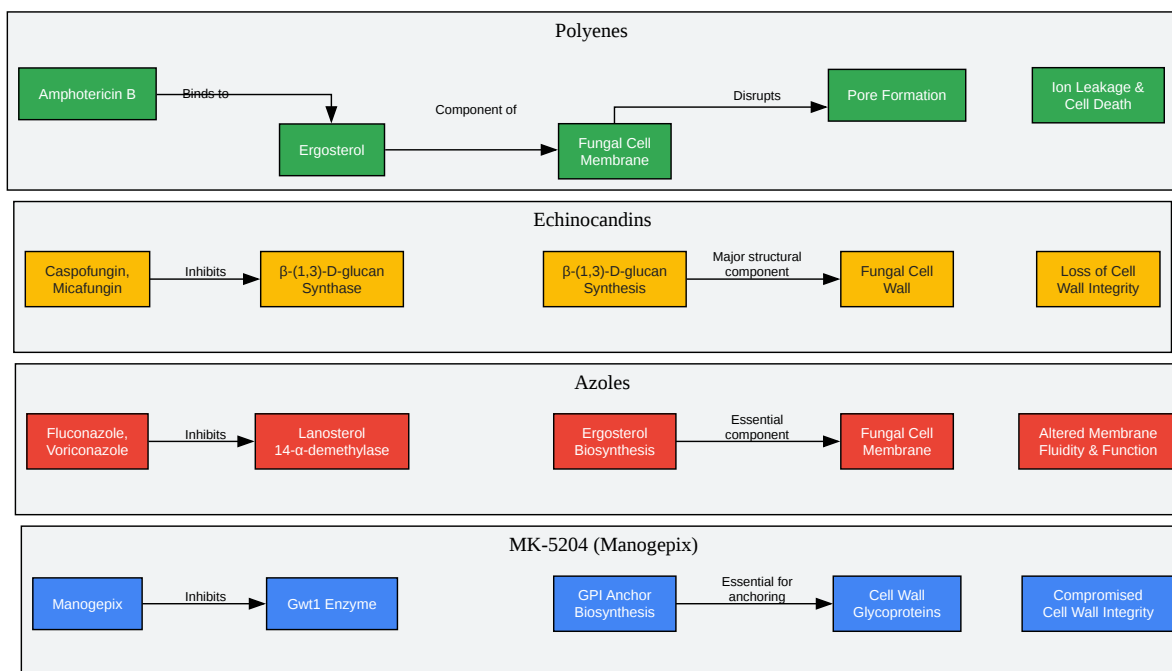 Polyenes
Amphotericin B
Binds to
Ergosterol
Component of
Fungal Cell
Membrane
Disrupts
Pore Formation
Ion Leakage &
Cell Death
Echinocandins
Caspofungin,
Micafungin
Inhibits
β-(1,3)-D-glucan
Synthase
β-(1,3)-D-glucan
Synthesis
Major structural
component
Fungal Cell
Wall
Loss of Cell
Wall Integrity
Azoles
Fluconazole,
Voriconazole
Inhibits
Lanosterol
14-α-demethylase
Ergosterol
Biosynthesis
Essential
component
Fungal Cell
Membrane
Altered Membrane
Fluidity & Function
MK-5204 (Manogepix)
Manogepix
Inhibits
Gwt1 Enzyme
GPI Anchor
Biosynthesis
Essential for
anchoring
Cell Wall
Glycoproteins
Compromised
Cell Wall Integrity